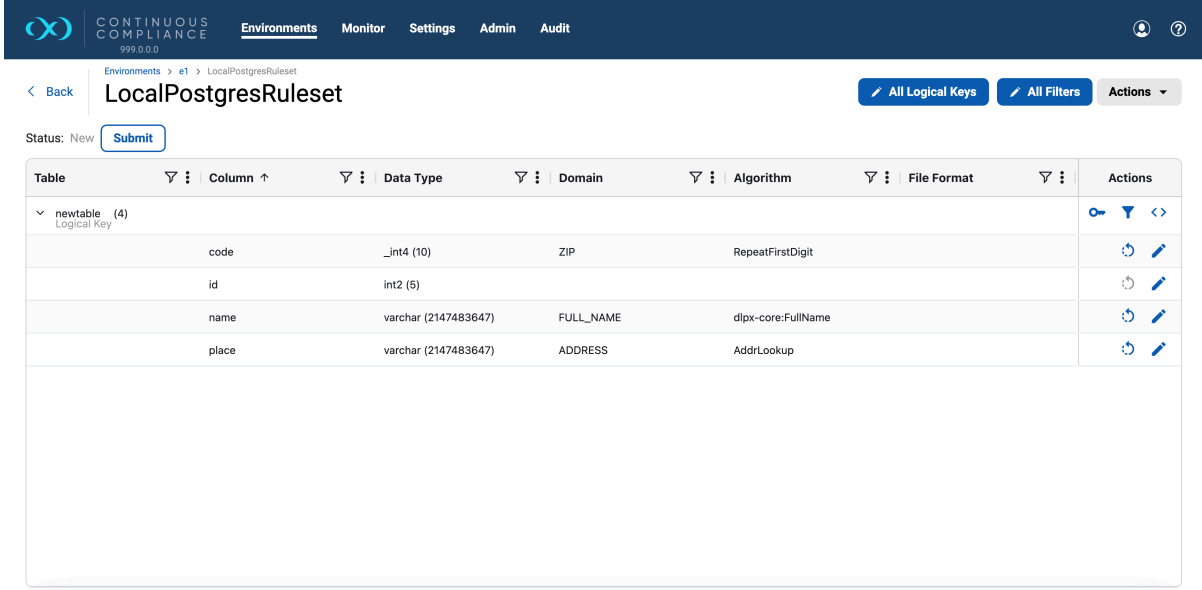 CONTINUOUS
COMPLIANCE
999.0.0.0
Environments Monitor Settings Admin Audit
Environments > e1 > LocalPostgresRuleset
Back
LocalPostgresRuleset
All Logical Keys All Filters Actions
Status: New Submit
Table Column Data Type Domain Algorithm File Format Actions
newtable (4)
Logical Key
code _int4 (10) ZIP RepeatFirstDigit
id int2 (5)
name varchar (2147483647) FULL_NAME dlpx-core:FullName
place varchar (2147483647) ADDRESS AddrLookup